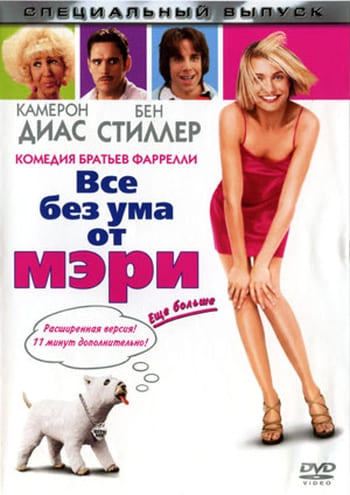 СПЕЦИАЛЬНЫЙ ВЫПУСК
КАМЕРОН
ДИАС
БЕН
СТИЛЛЕР
КОМЕДИЯ БРАТЬЕВ ФАРРЕЛЛИ
Все
без ума
от
мэри
Еще больше
Расширенная версия!
11 минут дополнительно!
DVD
VIDEO